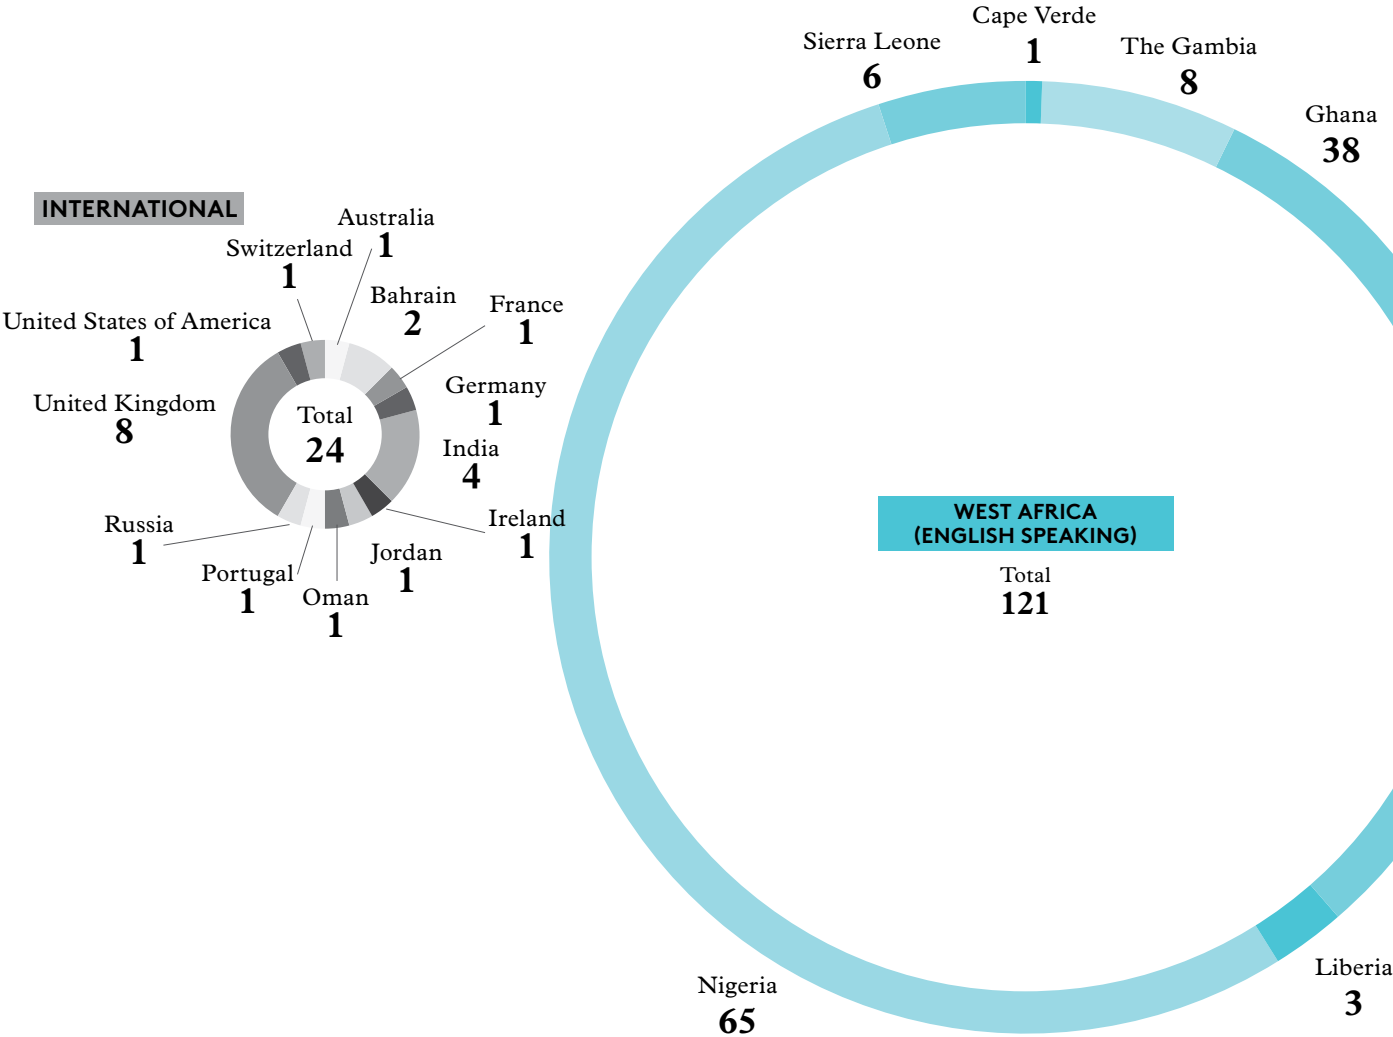 INTERNATIONAL
Australia
1
Switzerland
1
Bahrain
2
France
1
United States of America
1
Germany
1
United Kingdom
8
Total
24
India
4
Ireland
1
Russia
1
Jordan
1
Portugal
1
Oman
1
Cape Verde
1
Sierra Leone
6
The Gambia
8
Ghana
38
WEST AFRICA
(ENGLISH SPEAKING)
Total
121
Liberia
3
Nigeria
65